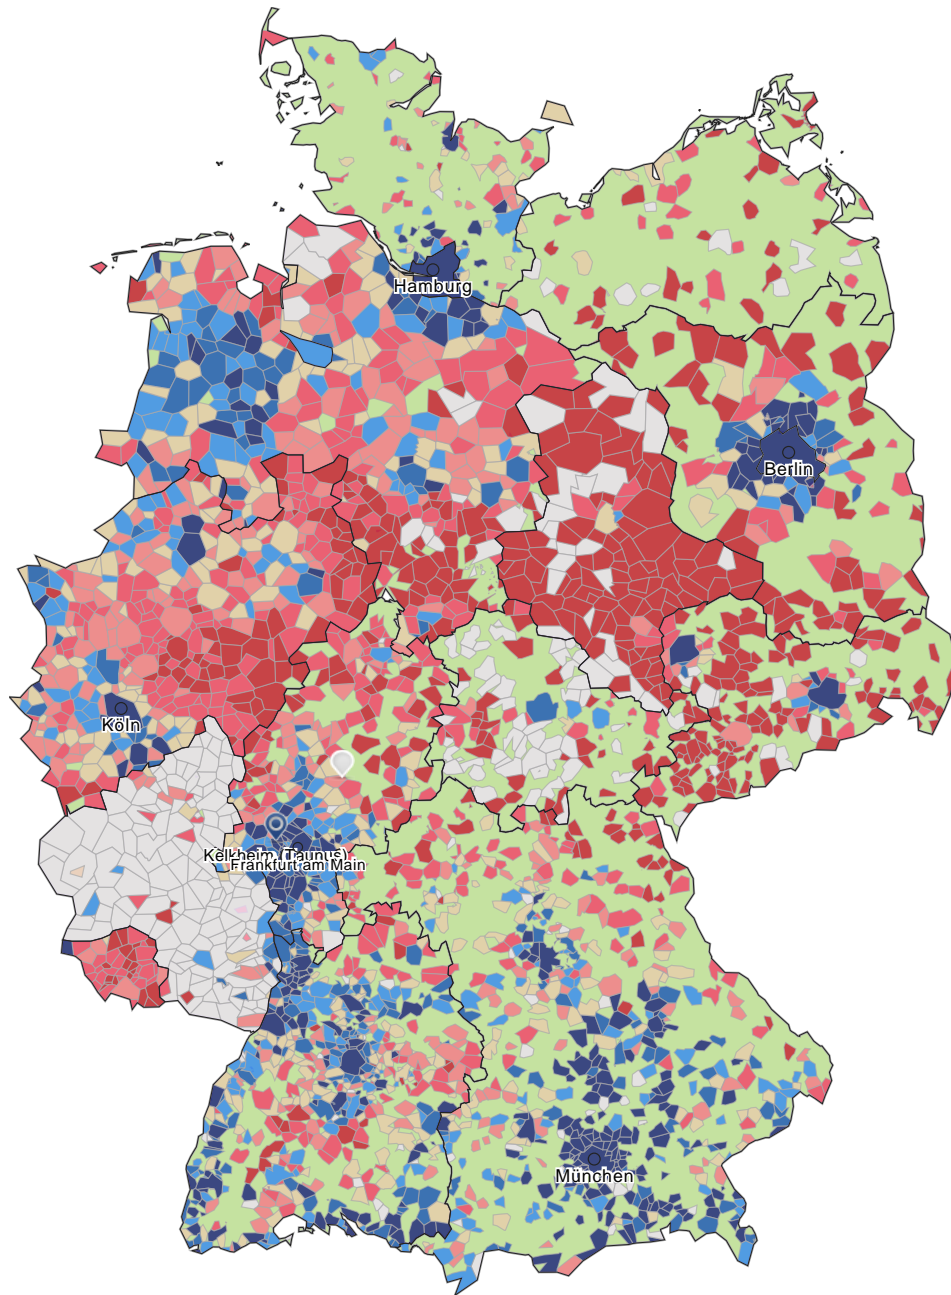 Hamburg
Berlin
Köln
Kelkheim (Taunus)
Frankfurt am Main
München